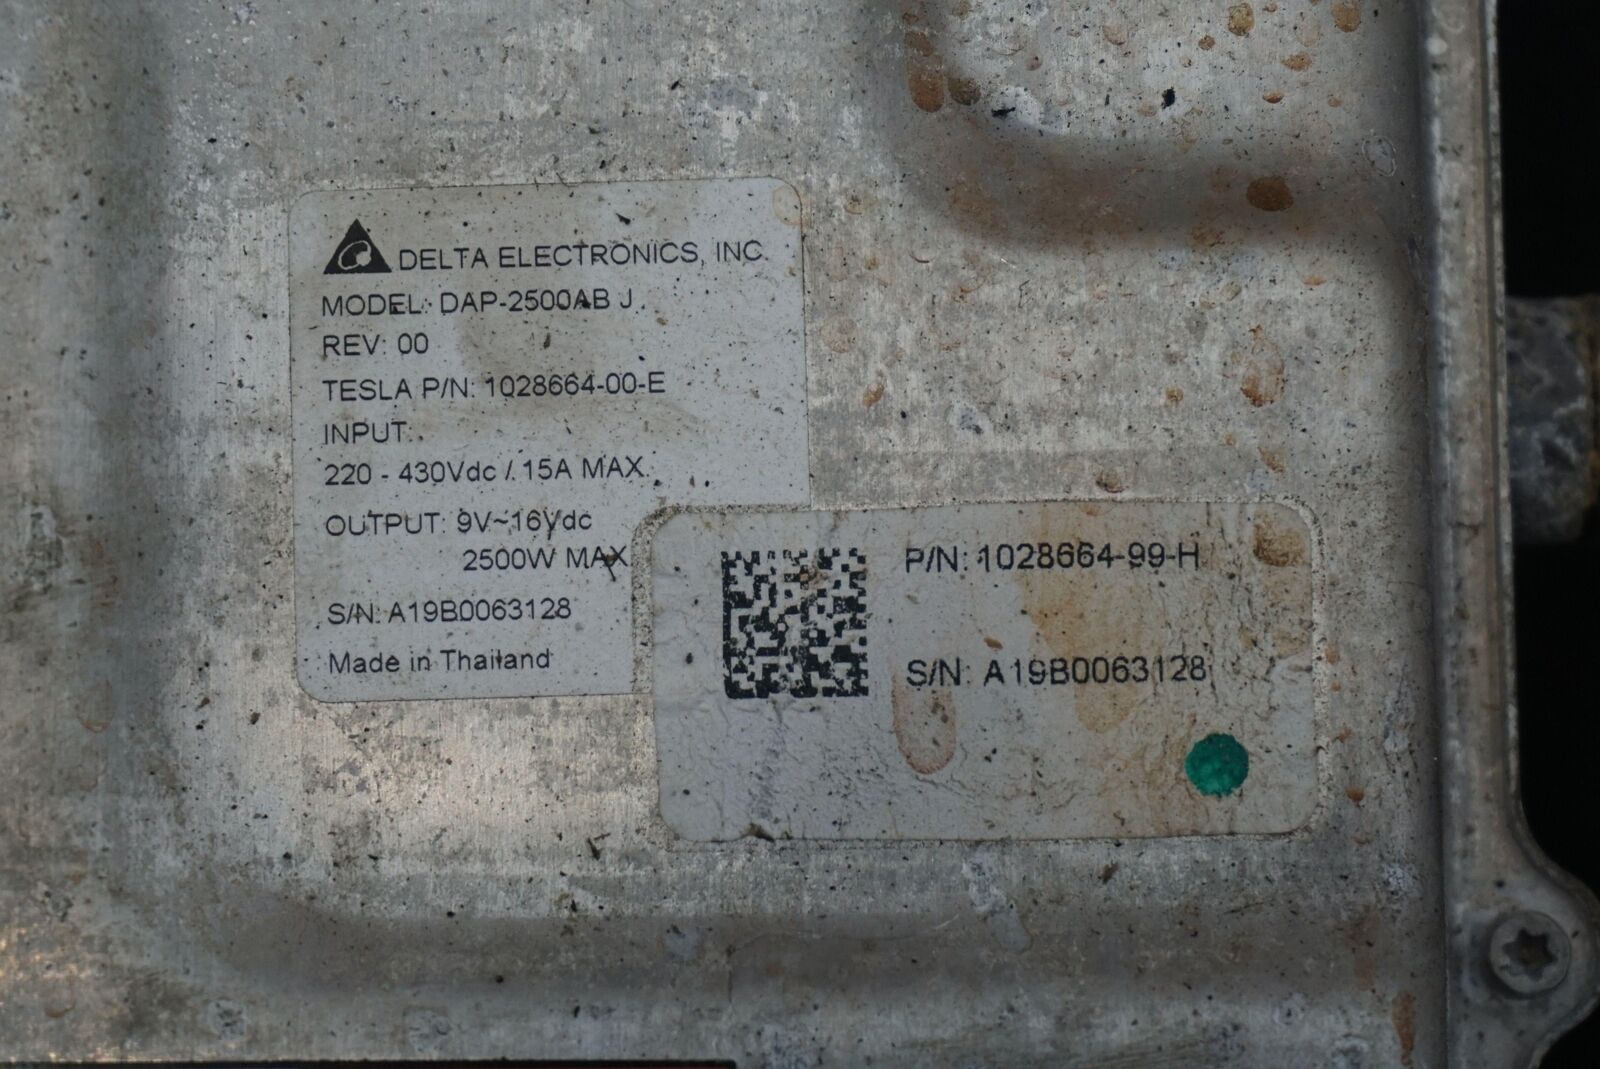 DELTA ELECTRONICS, INC.
MODEL: DAP-2500AB J
REV: 00
TESLA P/N: 1028664-00-E
INPUT:
220 - 430Vdc / 15A MAX.
OUTPUT: 9V~16Vdc
2500W MAX
S/N: A19B0063128
Made in Thailand
P/N: 1028664-99-H
S/N: A19B0063128